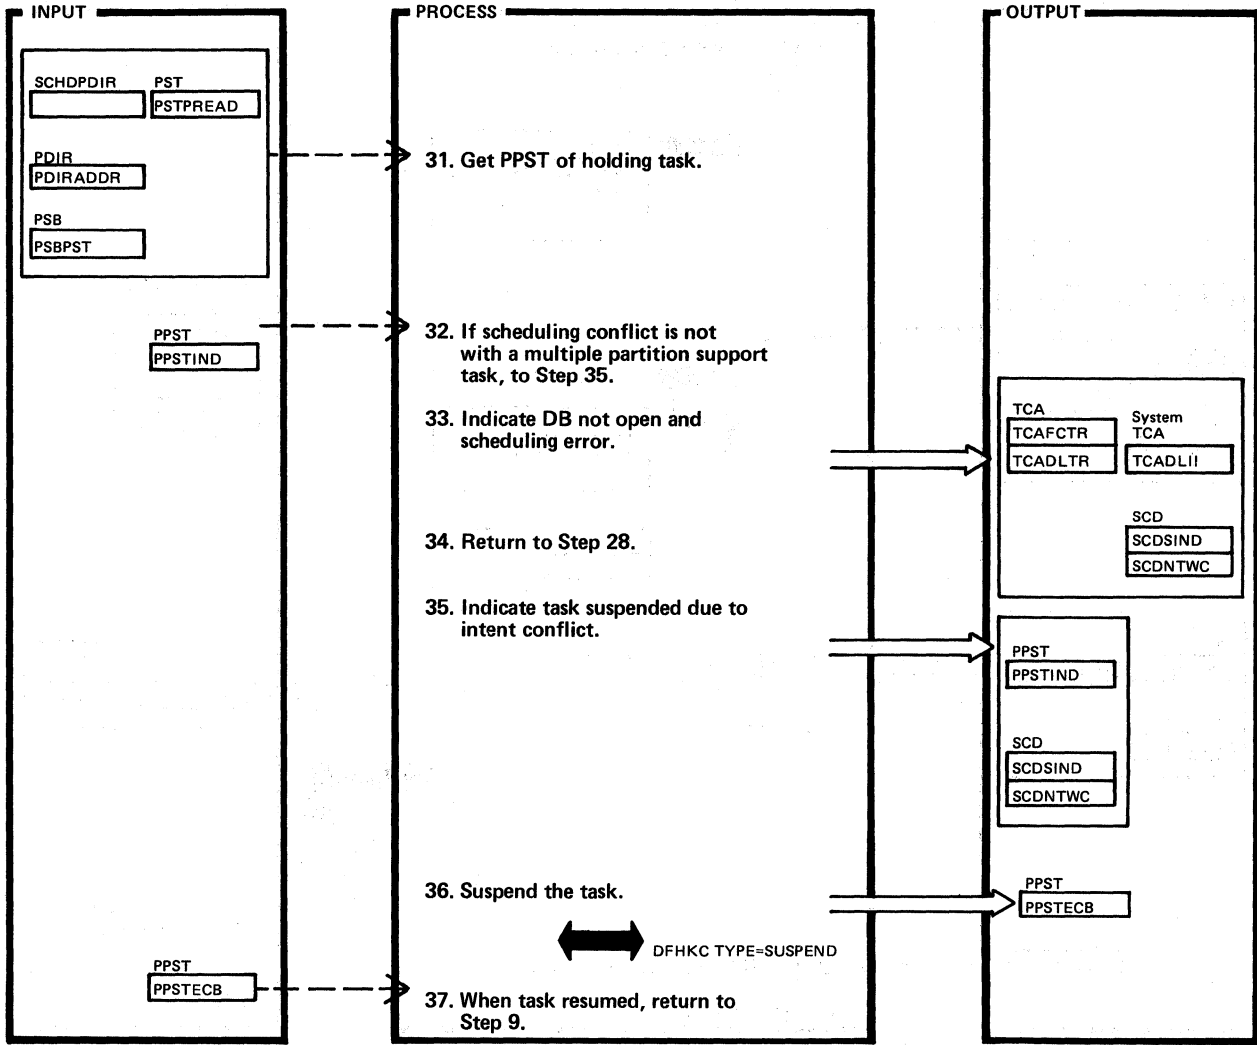 INPUT
PROCESS
OUTPUT
SCHDPDIR
PST
PSTPREAD
PDIR
PDIRADDR
PSB
PSBPST
31. Get PPST of holding task.
PPST
PPSTIND
32. If scheduling conflict is not
with a multiple partition support
task, to Step 35.
33. Indicate DB not open and
scheduling error.
TCA
TCAFCTR
TCADLTR
System
TCA
TCADLII
SCD
SCDSIND
SCDNTWC
34. Return to Step 28.
35. Indicate task suspended due to
intent conflict.
PPST
PPSTIND
SCD
SCDSIND
SCDNTWC
36. Suspend the task.
PPST
PPSTECB
DFHKC TYPE=SUSPEND
PPST
PPSTECB
37. When task resumed, return to
Step 9.